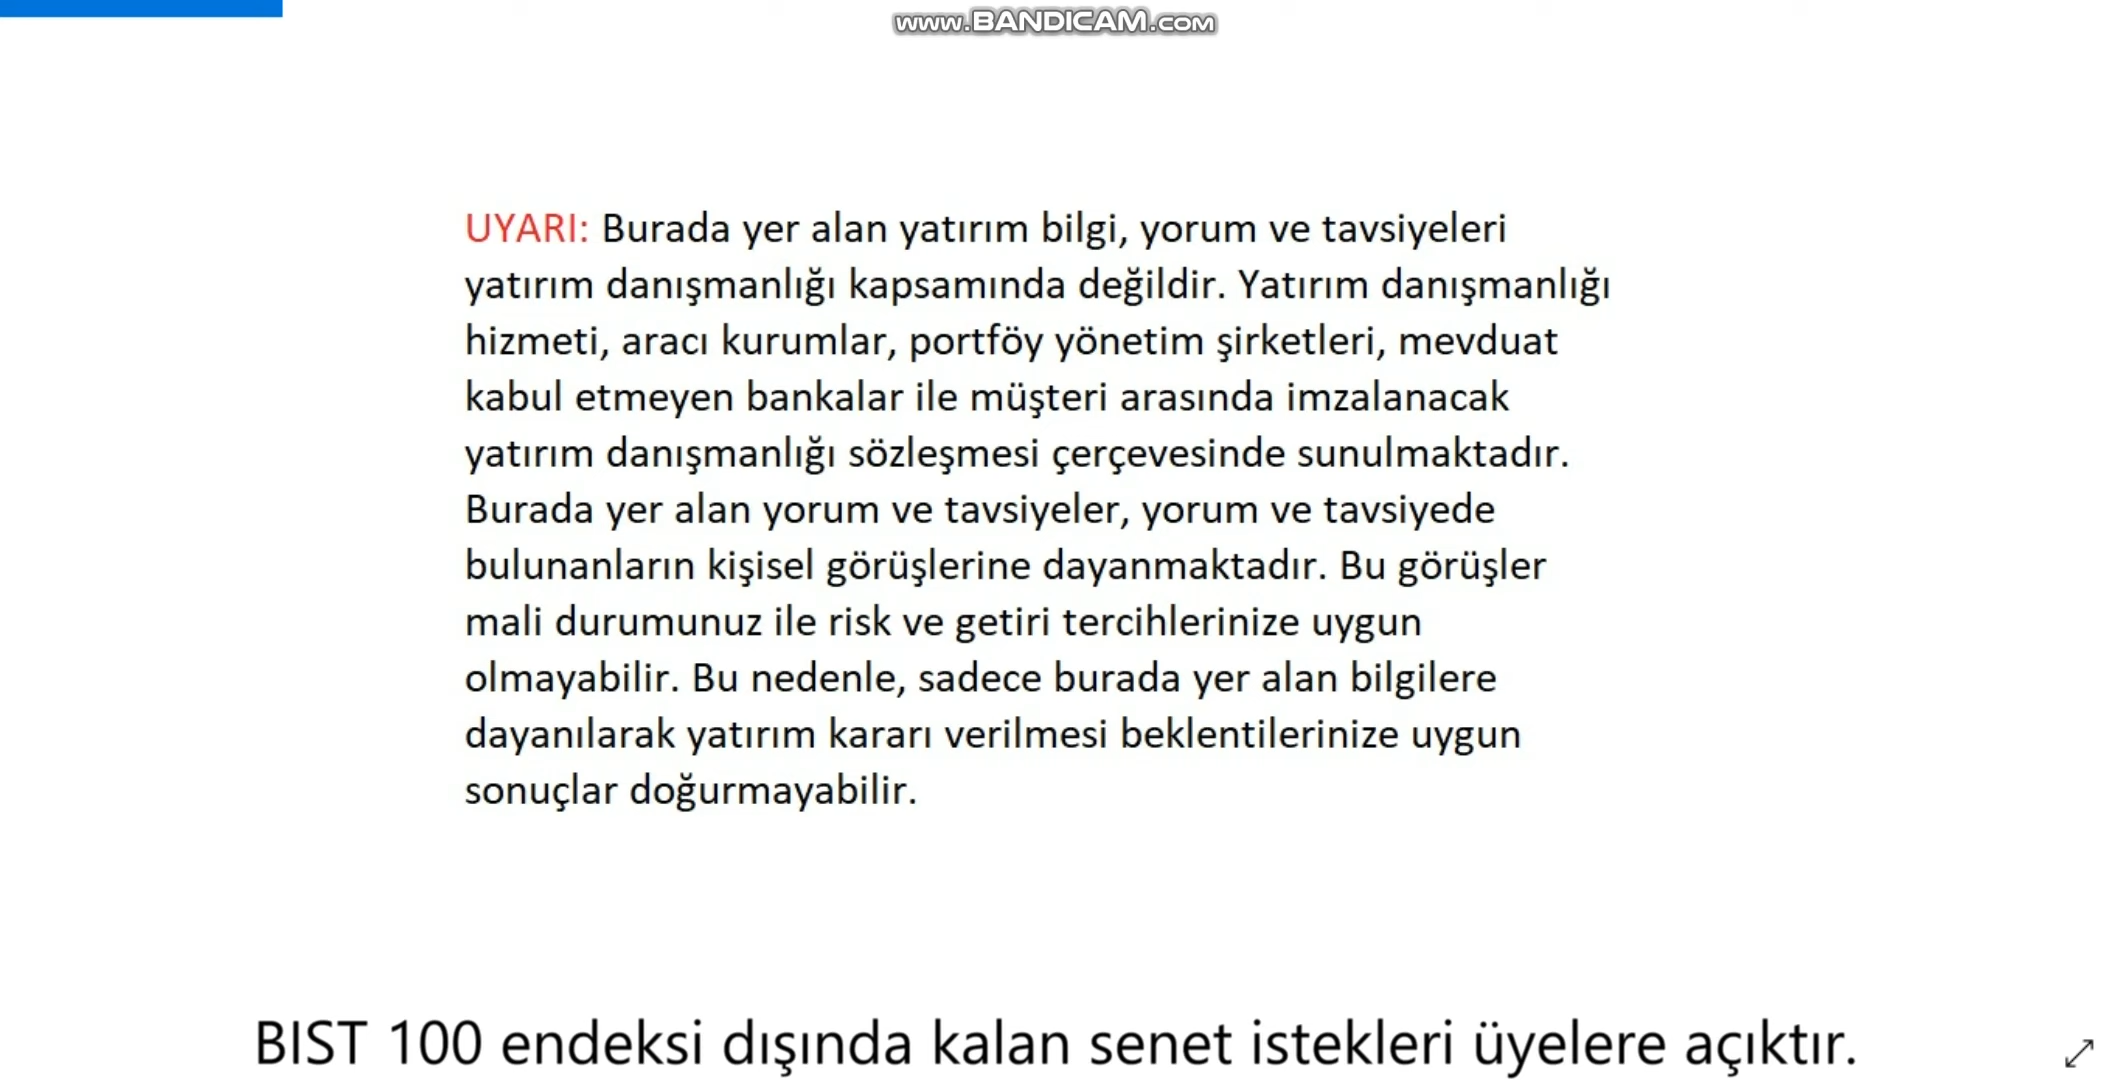 www.BANDICAM.com
UYARI: Burada yer alan yatırım bilgi, yorum ve tavsiyeleri
yatırım danışmanlığı kapsamında değildir. Yatırım danışmanlığı
hizmeti, aracı kurumlar, portföy yönetim şirketleri, mevduat
kabul etmeyen bankalar ile müşteri arasında imzalanacak
yatırım danışmanlığı sözleşmesi çerçevesinde sunulmaktadır.
Burada yer alan yorum ve tavsiyeler, yorum ve tavsiyede
bulunanların kişisel görüşlerine dayanmaktadır. Bu görüşler
mali durumunuz ile risk ve getiri tercihlerinize uygun
olmayabilir. Bu nedenle, sadece burada yer alan bilgilere
dayanılarak yatırım kararı verilmesi beklentilerinize uygun
sonuçlar doğurmayabilir.
BIST 100 endeksi dışında kalan senet istekleri üyelere açıktır.